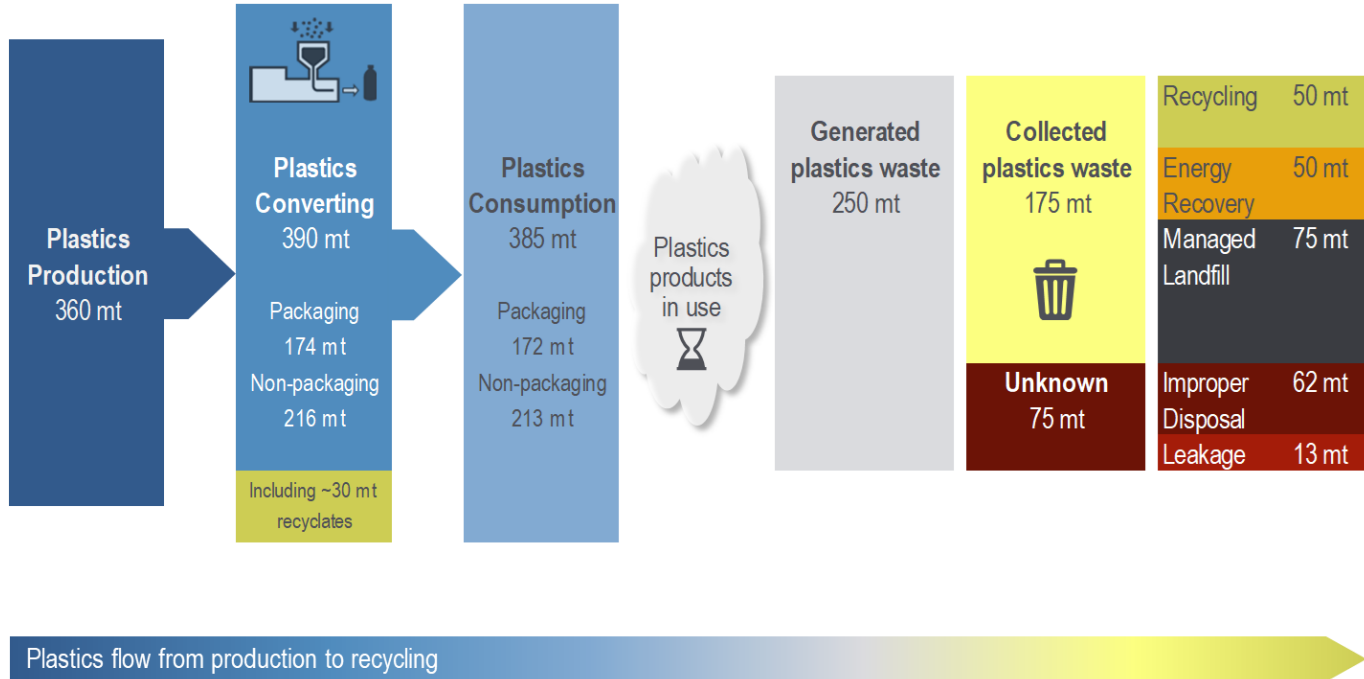 Plastics
Production
360 mt
Plastics
Converting
390 mt
Packaging
174 mt
Non-packaging
216 mt
Including ~30 mt
recyclates
Plastics
Consumption
385 mt
Packaging
172 mt
Non-packaging
213 mt
Plastics
products
in use
Generated
plastics waste
250 mt
Collected
plastics waste
175 mt
Unknown
75 mt
Recycling 50 mt
Energy 50 mt
Recovery
Managed 75 mt
Landfill
Improper 62 mt
Disposal
Leakage 13 mt
Plastics flow from production to recycling